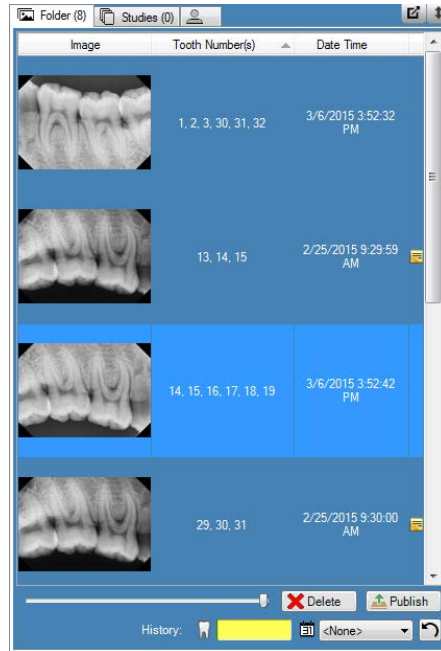 Folder (8) Studies (0)
Image Tooth Number(s) Date Time
1, 2, 3, 30, 31, 32 3/6/2015 3:52:32
PM
13, 14, 15 2/25/2015 9:29:59
AM
14, 15, 16, 17, 18, 19 3/6/2015 3:52:42
PM
29, 30, 31 2/25/2015 9:30:00
AM
Delete Publish
History: 31 <None>